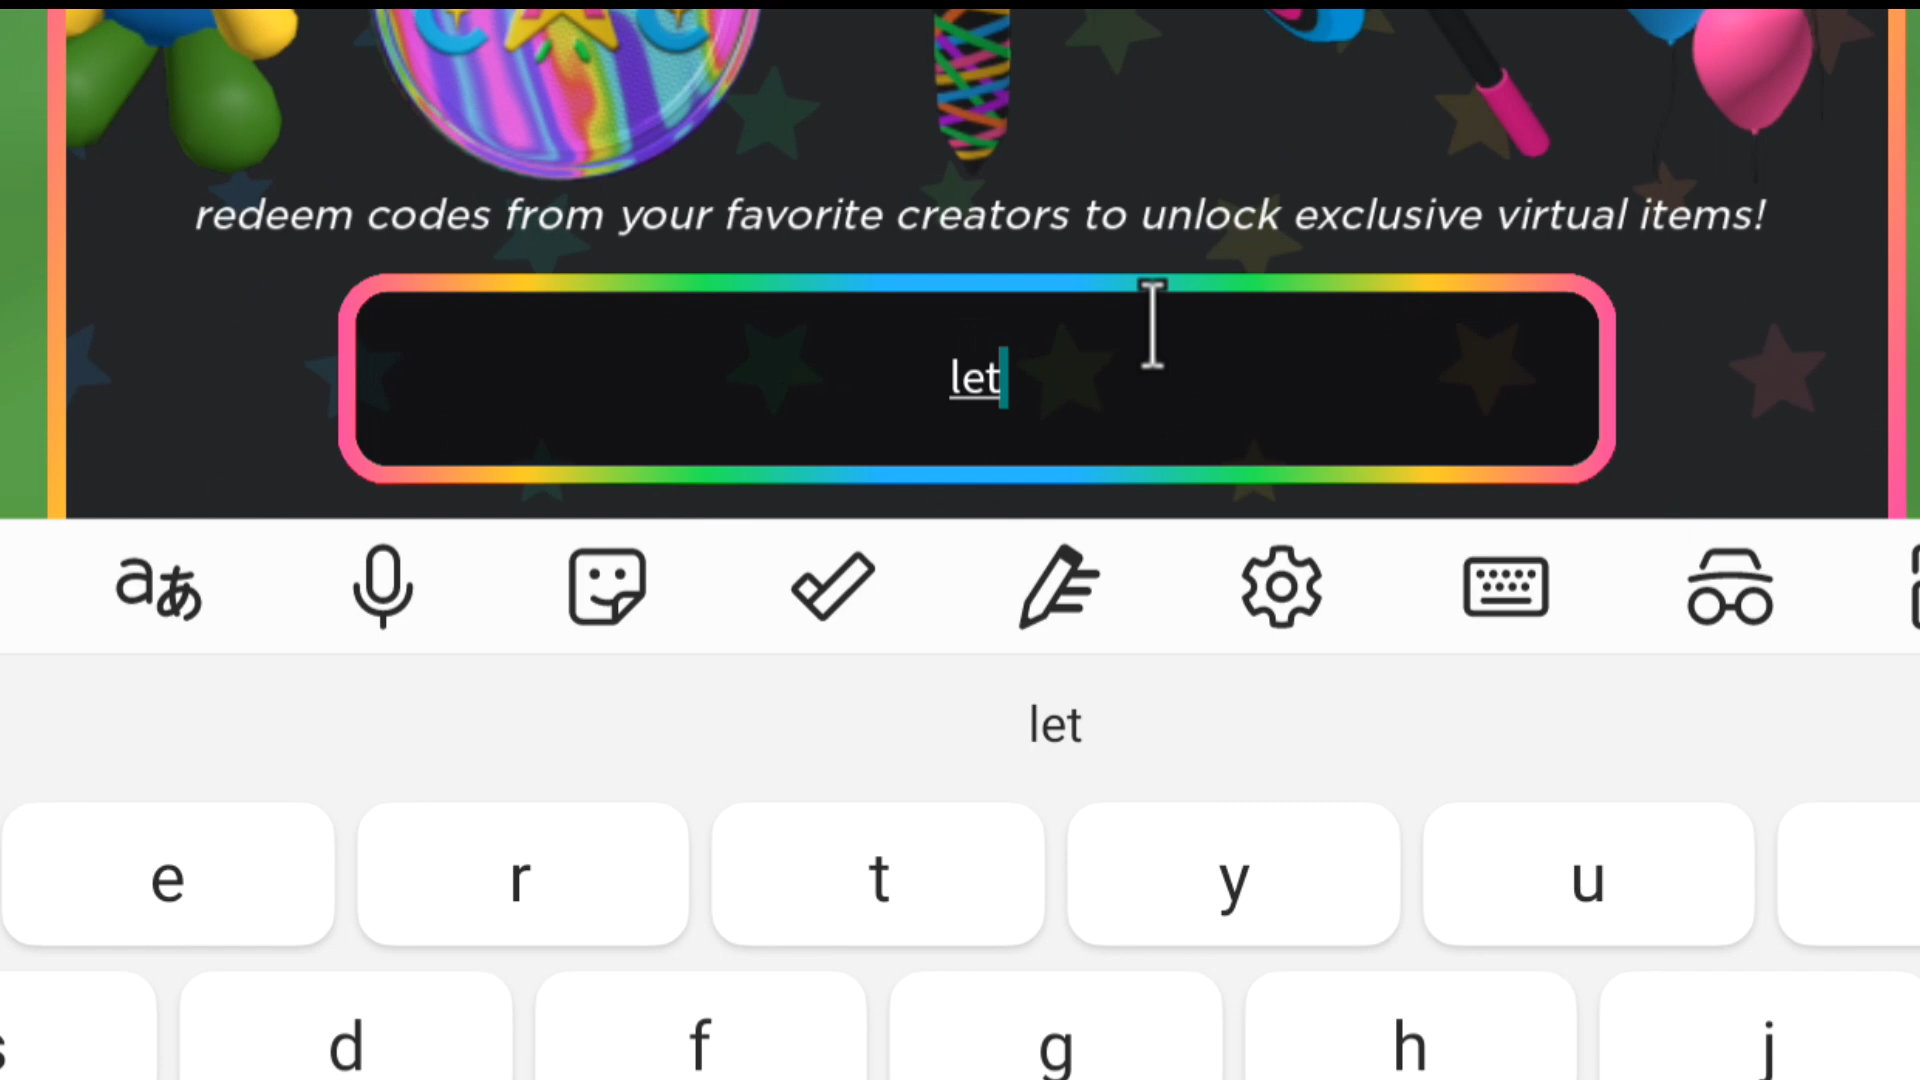 redeem codes from your favorite creators to unlock exclusive virtual items!
let
aあ
let
e r t y u
s d f g h j